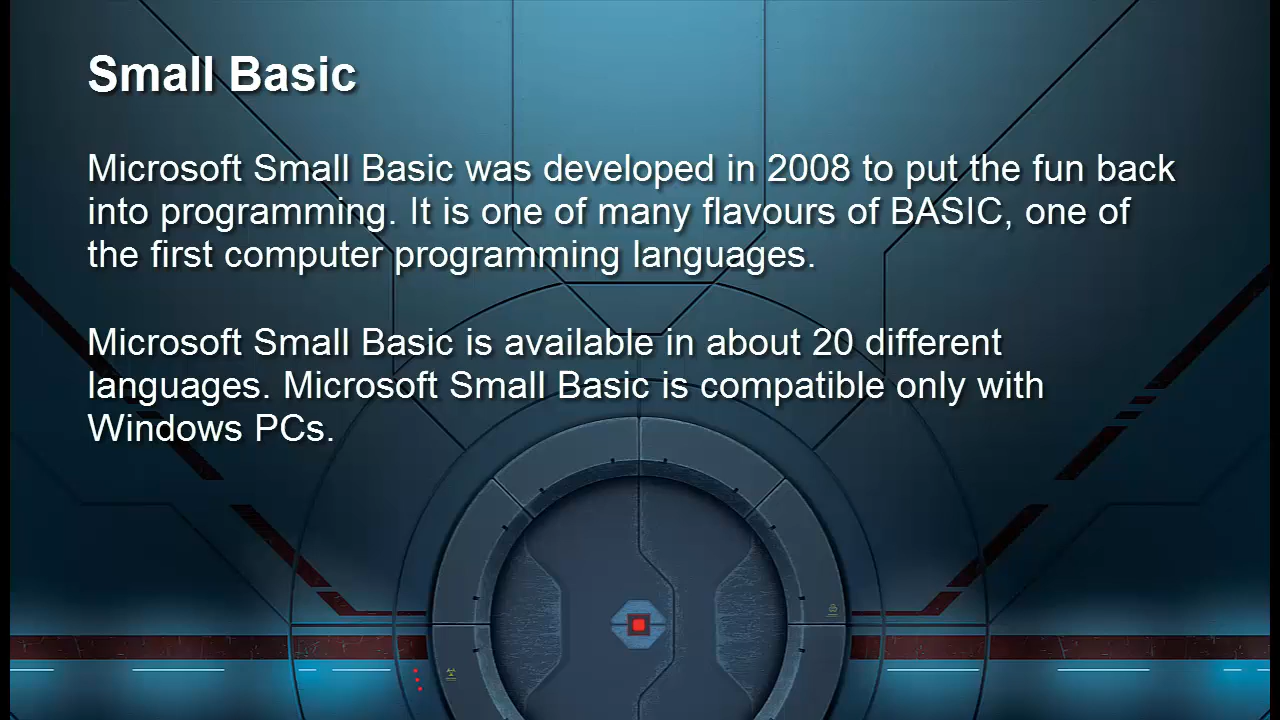 Small Basic
Microsoft Small Basic was developed in 2008 to put the fun back
into programming. It is one of many flavours of BASIC, one of
the first computer programming languages.
Microsoft Small Basic is available in about 20 different
languages. Microsoft Small Basic is compatible only with
Windows PCs.